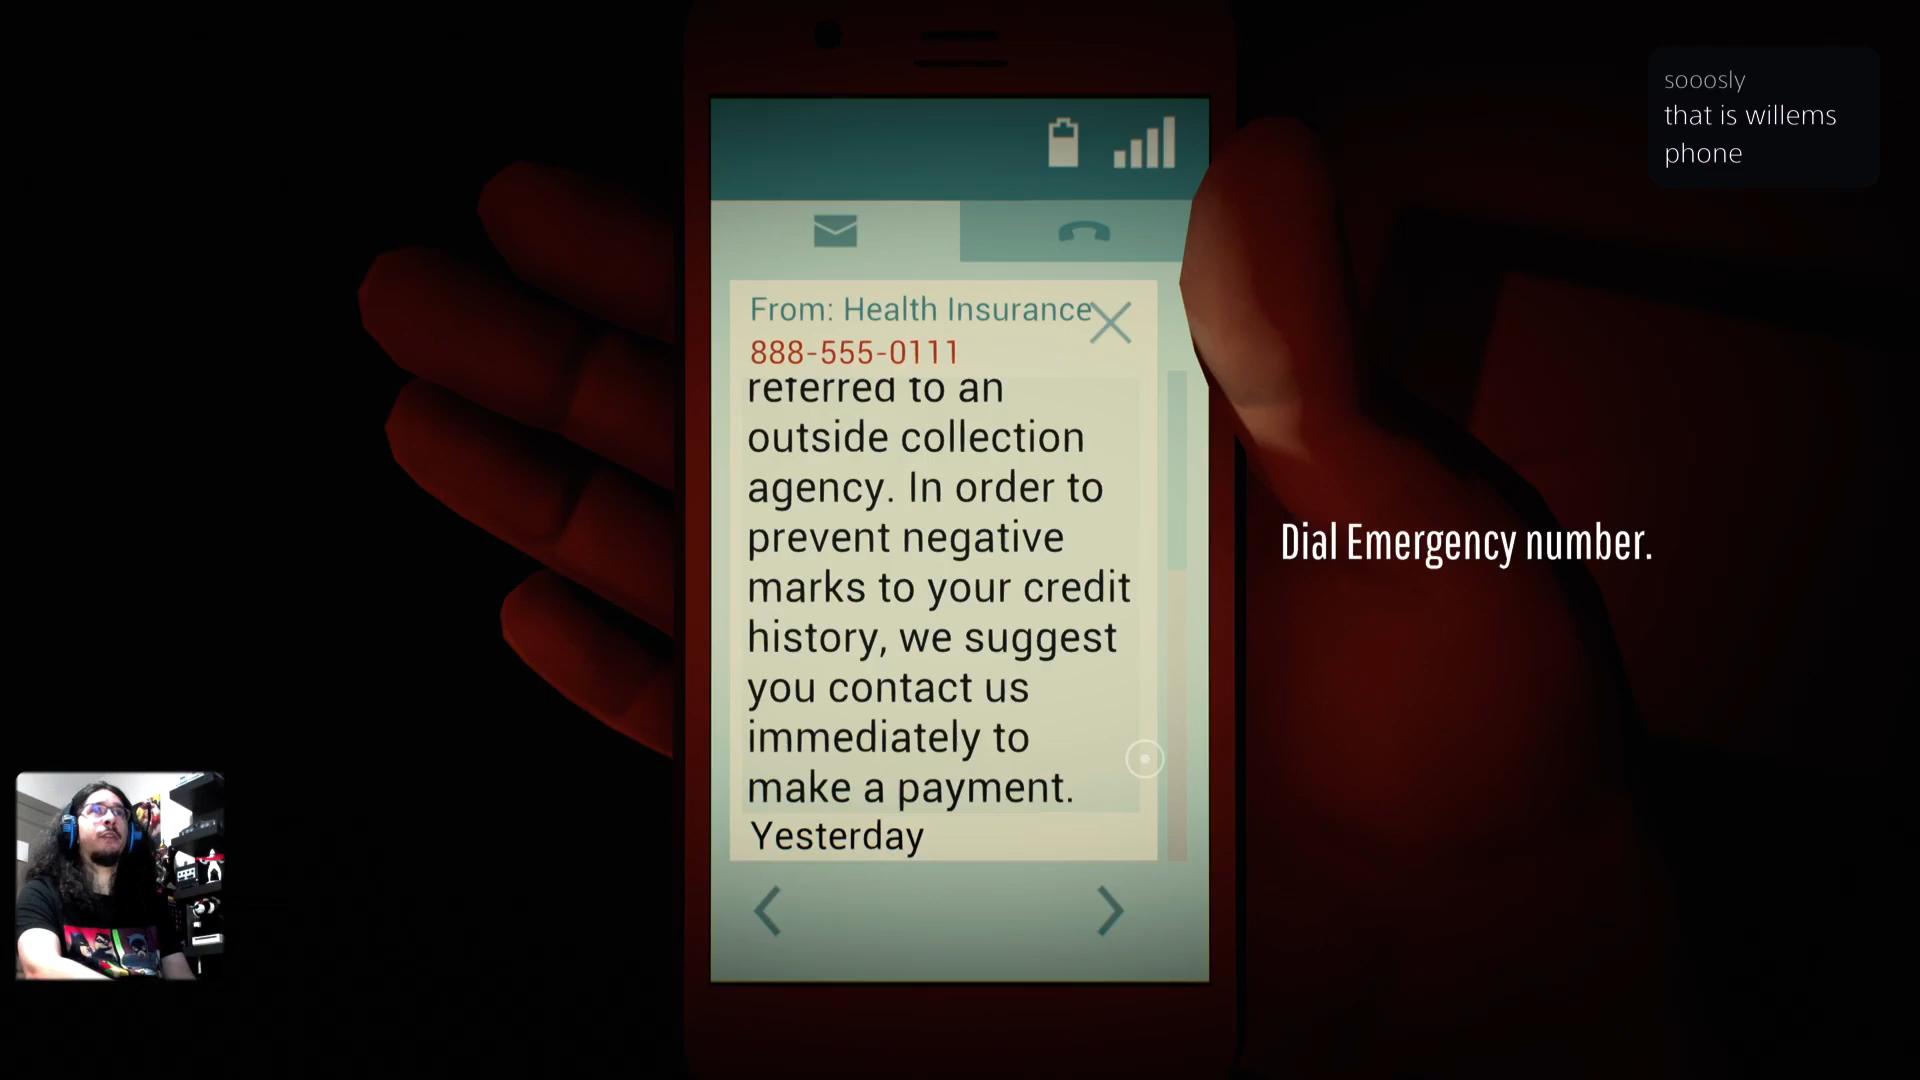 sooosly
that is willems
phone
From: Health Insurance
888-555-0111
referred to an
outside collection
agency. In order to
prevent negative
marks to your credit
history, we suggest
you contact us
immediately to
make a payment.
Yesterday
Dial Emergency number.